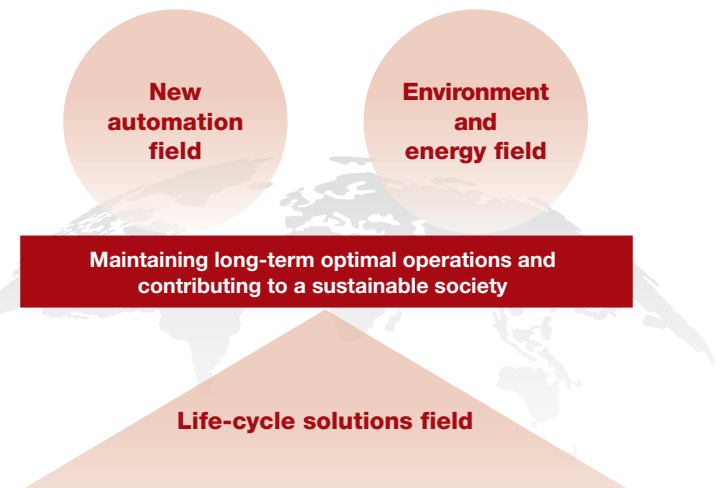 New
automation
field
Environment
and
energy field
Maintaining long-term optimal operations and
contributing to a sustainable society
Life-cycle solutions field